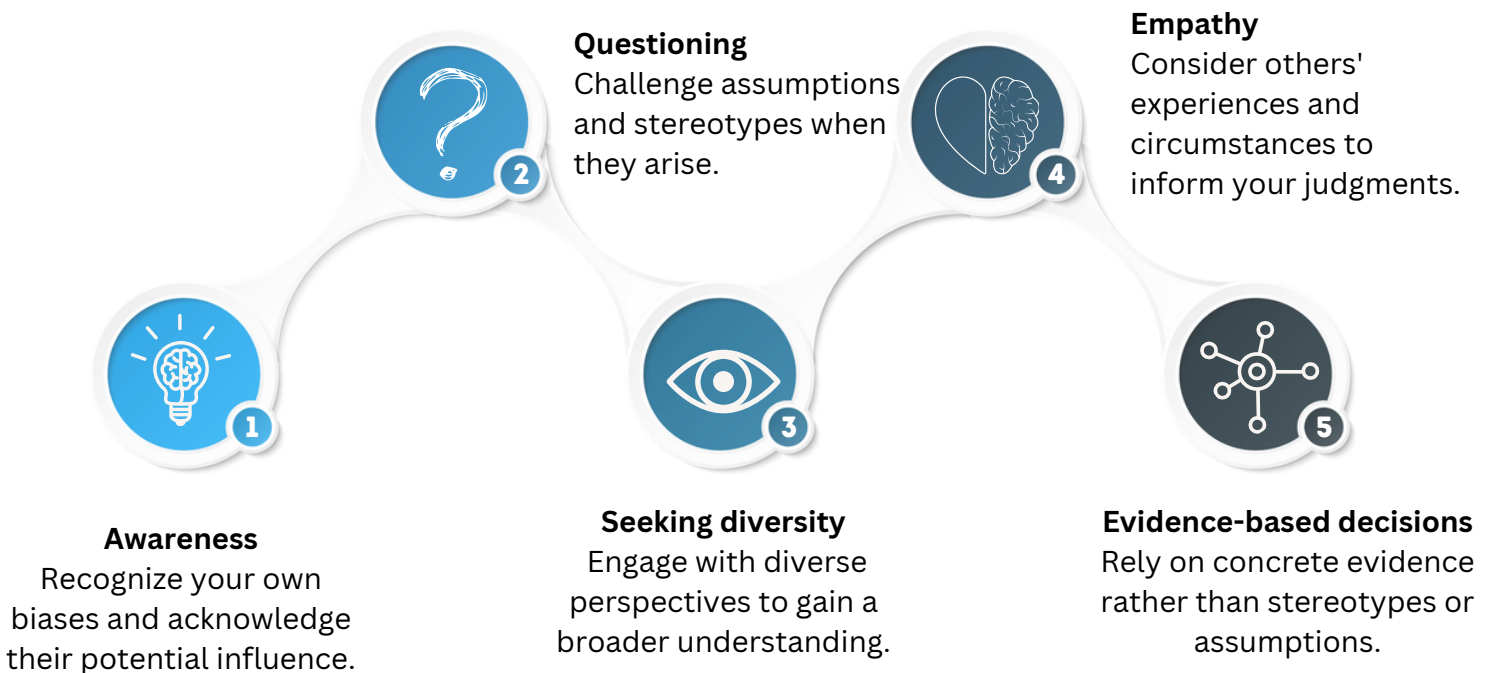 1
Awareness
Recognize your own
biases and acknowledge
their potential influence.
2
Questioning
Challenge assumptions
and stereotypes when
they arise.
3
Seeking diversity
Engage with diverse
perspectives to gain a
broader understanding.
4
Empathy
Consider others'
experiences and
circumstances to
inform your judgments.
5
Evidence-based decisions
Rely on concrete evidence
rather than stereotypes or
assumptions.